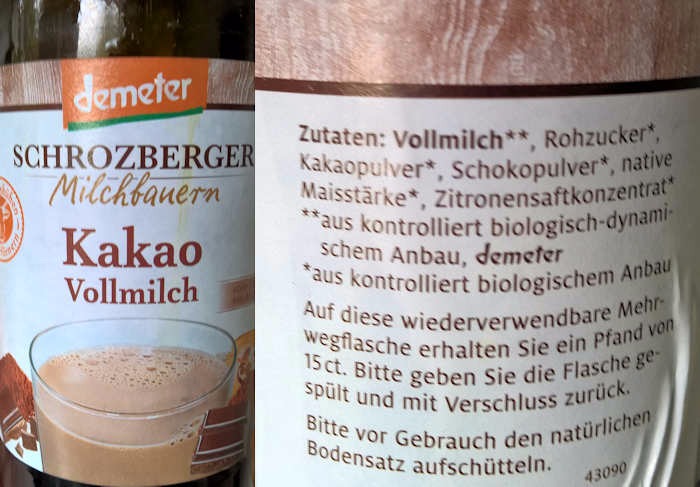 demeter
SCHROZBERGER
Milchbauern
Kakao
Vollmilch
Zutaten: Vollmilch**, Rohzucker*,
Kakaopulver*, Schokopulver*, native
Maisstärke*, Zitronensaftkonzentrat*
**aus kontrolliert biologisch-dynami-
schem Anbau, demeter
*aus kontrolliert biologischem Anbau
Auf diese wiederverwendbare Mehr-
wegflasche erhalten Sie ein Pfand von
15 ct. Bitte geben Sie die Flasche ge-
spült und mit Verschluss zurück.
Bitte vor Gebrauch den natürlichen
Bodensatz aufschütteln.
43090